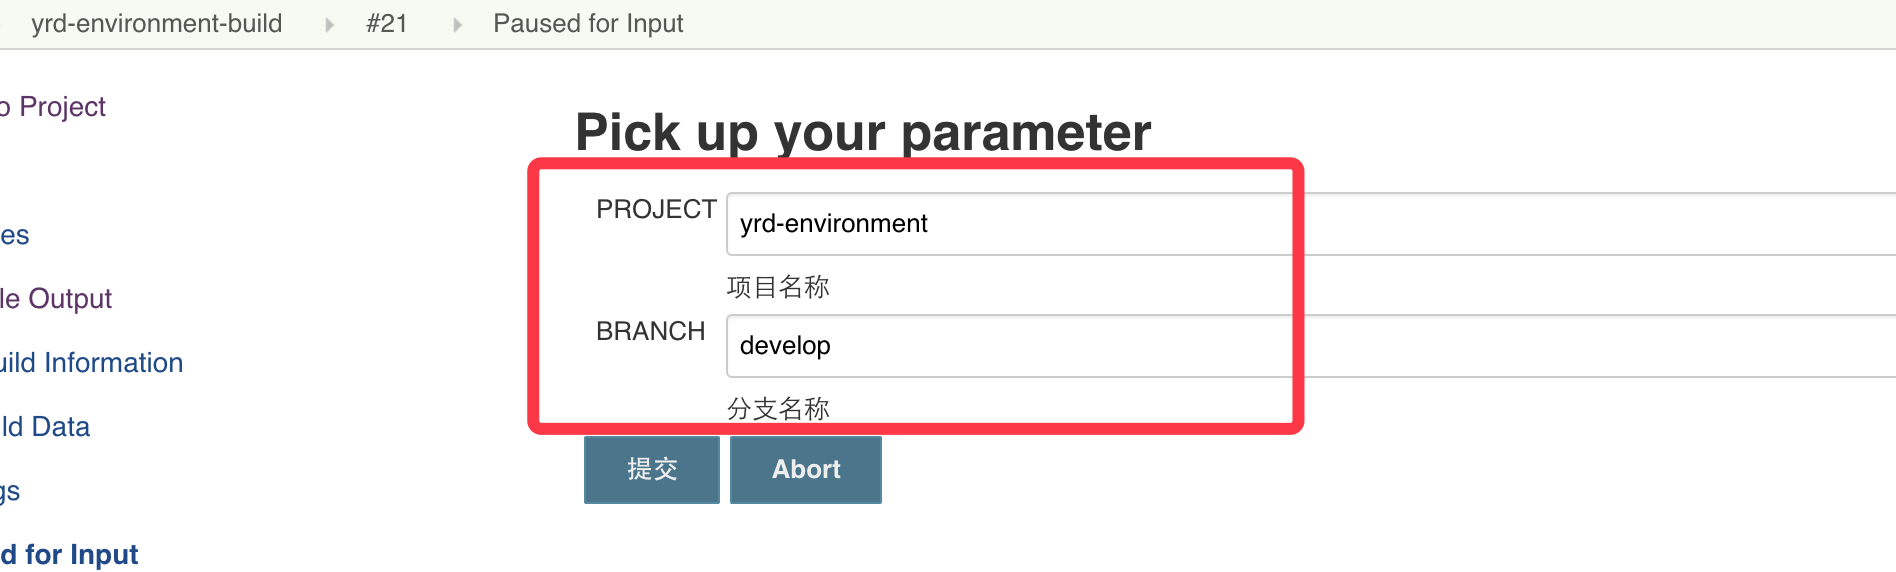 yrd-environment-build #21 Paused for Input
o Project
Pick up your parameter
PROJECT yrd-environment
es
项目名称
le Output
BRANCH develop
uild Information
分支名称
ld Data
提交 Abort
gs
d for Input